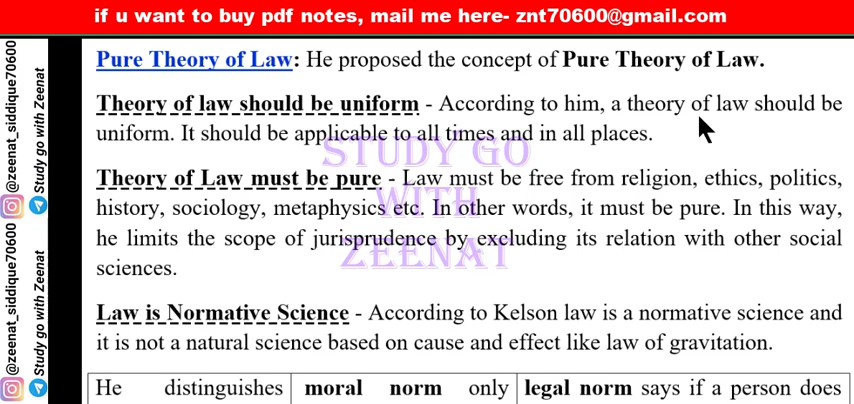 if u want to buy pdf notes, mail me here- znt70600@gmail.com
@zeenat_siddique70600
Study go with Zeenat
@zeenat_siddique70600
Study go with Zeenat
Pure Theory of Law: He proposed the concept of Pure Theory of Law.
Theory of law should be uniform - According to him, a theory of law should be
uniform. It should be applicable to all times and in all places.
Theory of Law must be pure - Law must be free from religion, ethics, politics,
history, sociology, metaphysics etc. In other words, it must be pure. In this way,
he limits the scope of jurisprudence by excluding its relation with other social
sciences.
Law is Normative Science - According to Kelson law is a normative science and
it is not a natural science based on cause and effect like law of gravitation.
He distinguishes moral norm only legal norm says if a person does
STUDY GO
WITH
ZEENAT